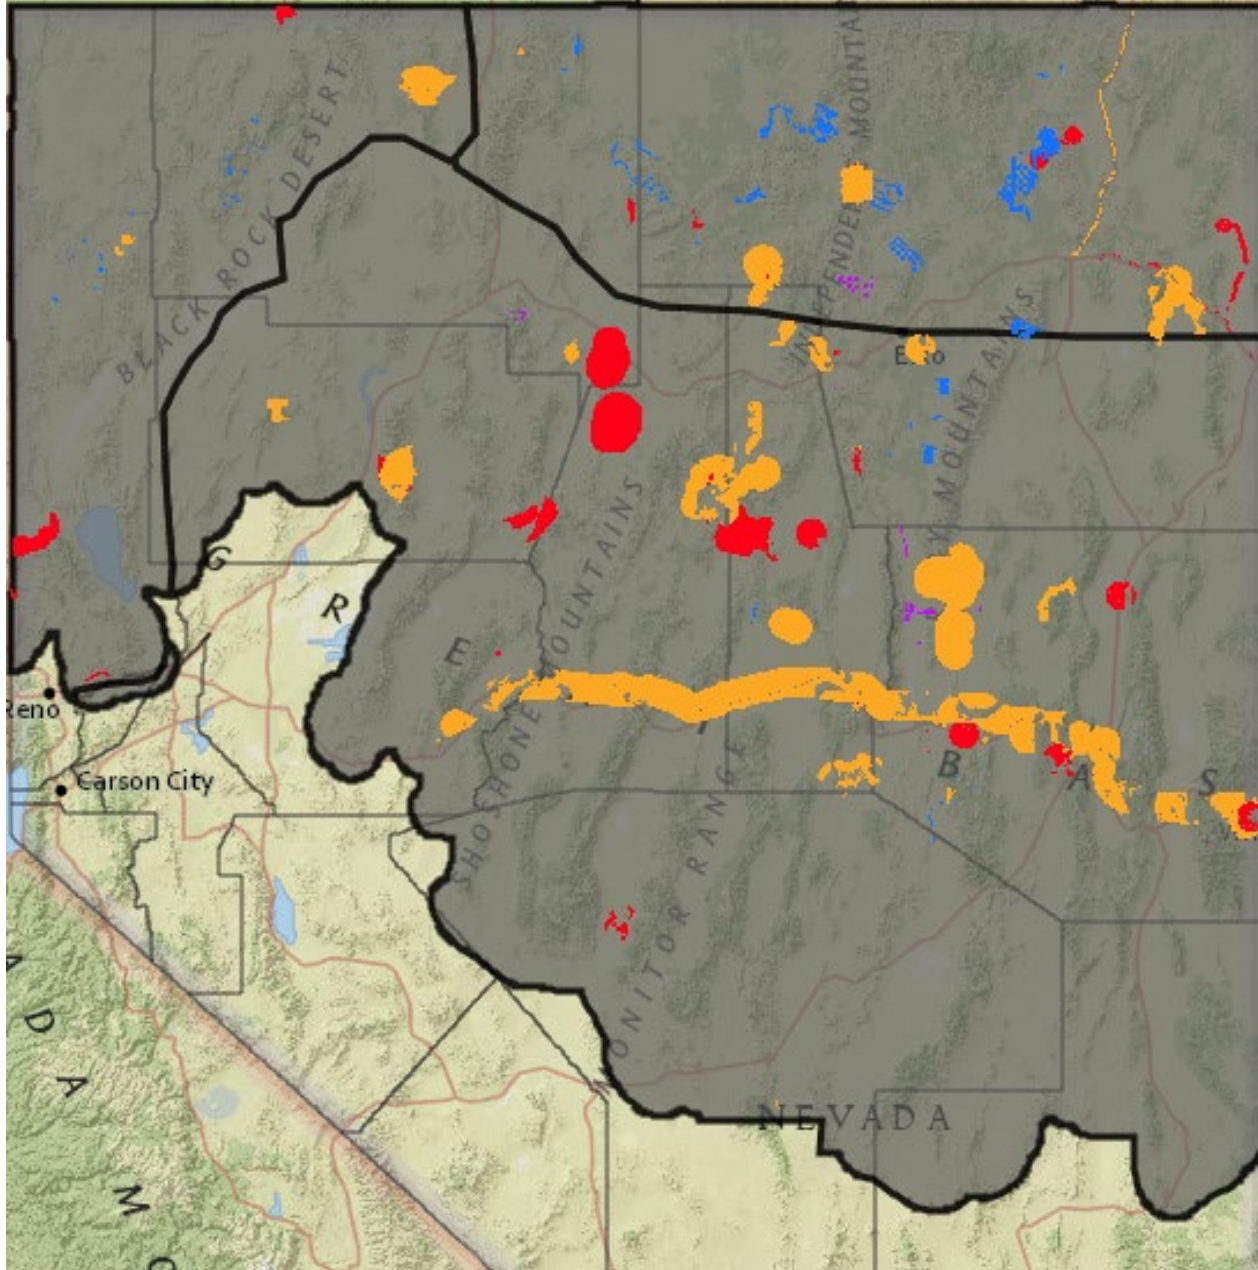 BLACK ROCK DESERT
INDEPENDENCE MOUNTAINS
Elko
RUBY MOUNTAINS
G R E A T B A S
SHOSHONE MOUNTAINS
Reno
Carson City
MONITOR RANGE
NEVADA
A D A
M